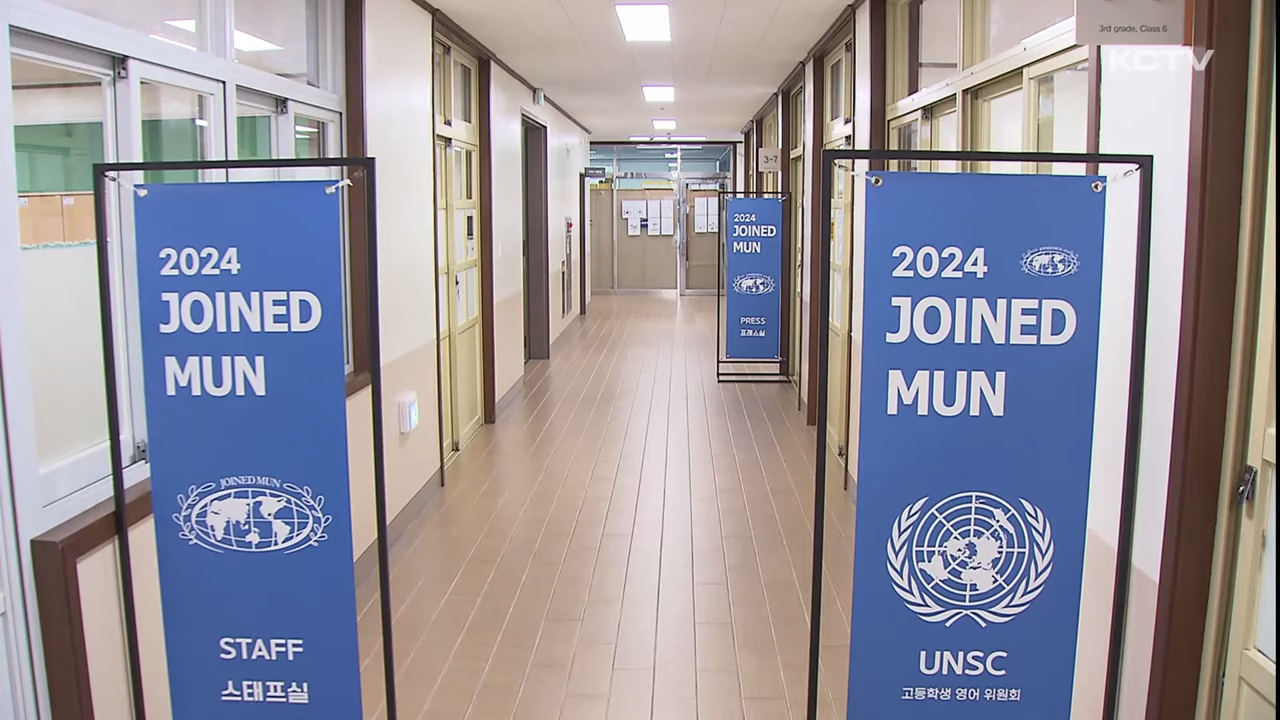 3rd grade, Class 6
KCTV
3-7
2024
JOINED
MUN
JOINED MUN
STAFF
스태프실
2024
JOINED
MUN
PRESS
프레스실
2024
JOINED
MUN
JOINED MUN
UNSC
고등학생 영어 위원회